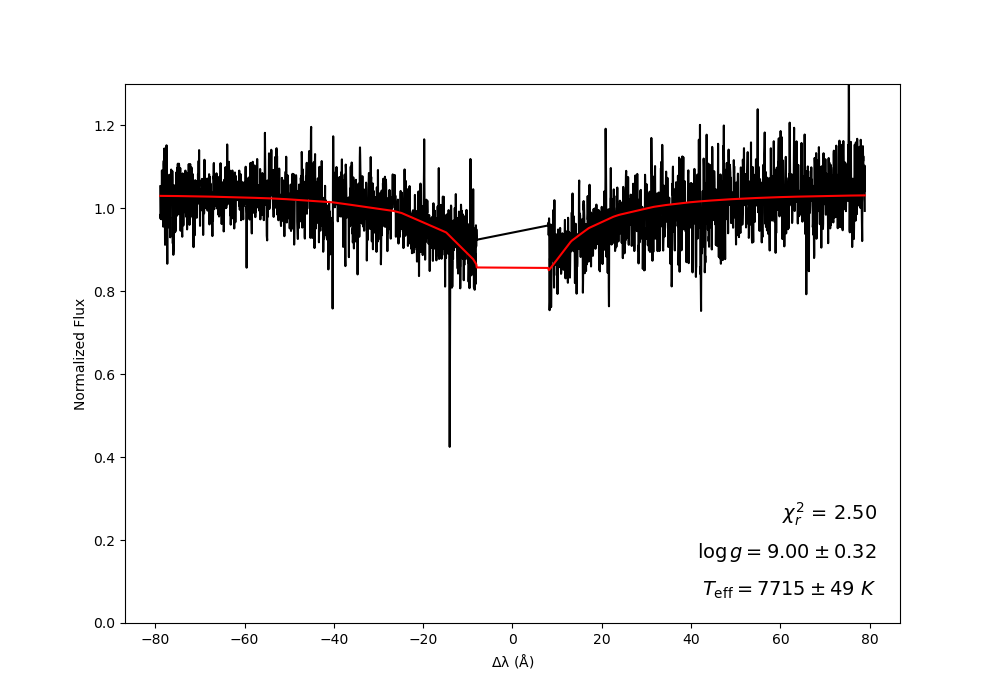 1.2
1.0
0.8
0.6
0.4
0.2
0.0
Normalized Flux
χ²ᵣ = 2.50
log g = 9.00 ± 0.32
T_eff = 7715 ± 49 K
−80 −60 −40 −20 0 20 40 60 80
Δλ (Å)